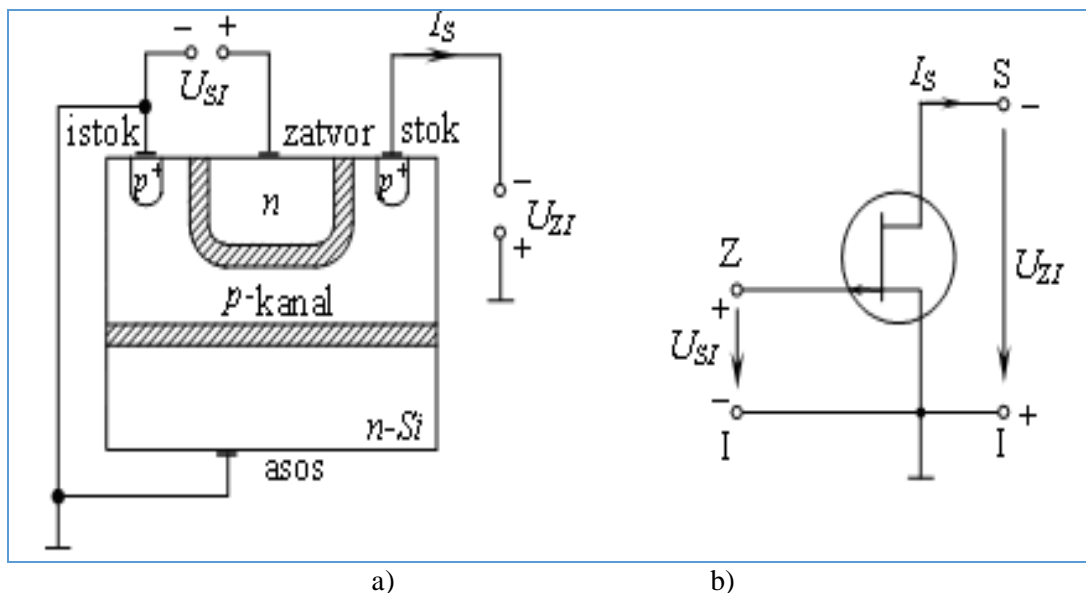 - +
U_SI
I_S
istok
zatvor
stok
p+
n
p+
-
U_ZI
+
p-kanal
n-Si
asos
I_S
S
-
Z
+
U_SI
U_ZI
-
I
I
+
a)
b)